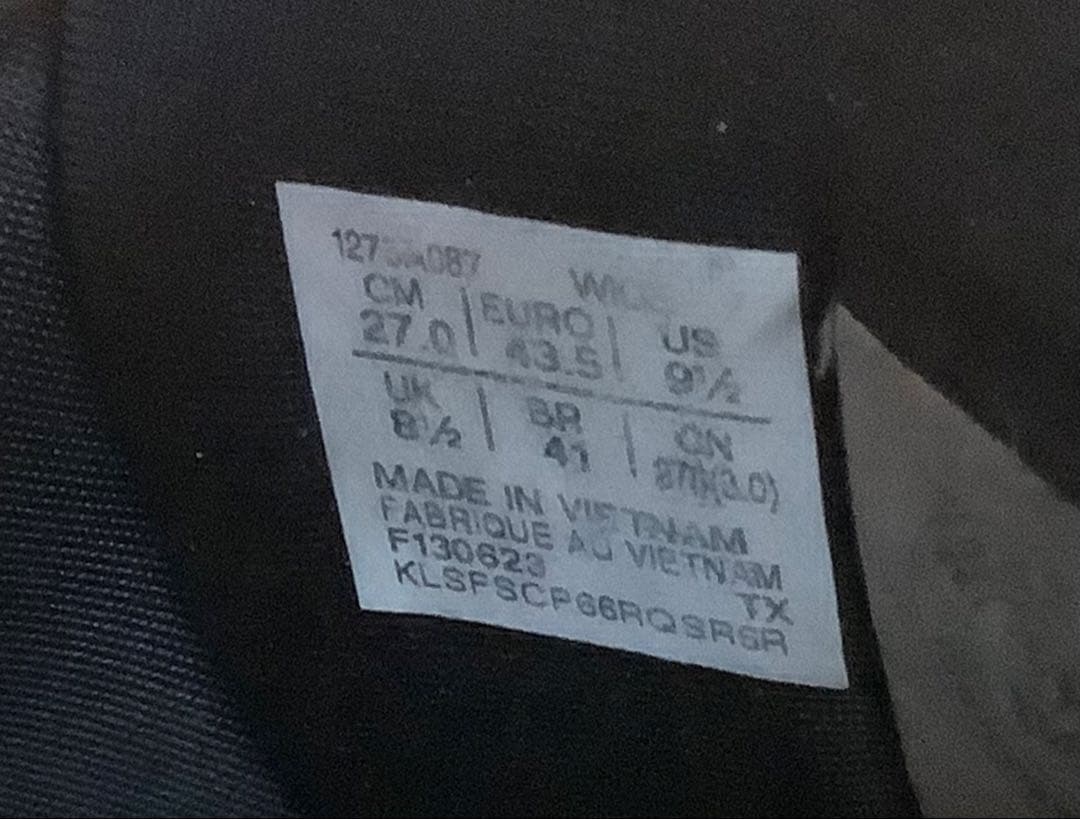 CM | EURO | US
27.0 | 43.5 | 9½
UK | BR | CN
8½ | 41
MADE IN VIETNAM
FABRIQUE AU VIETNAM
F130623 TX